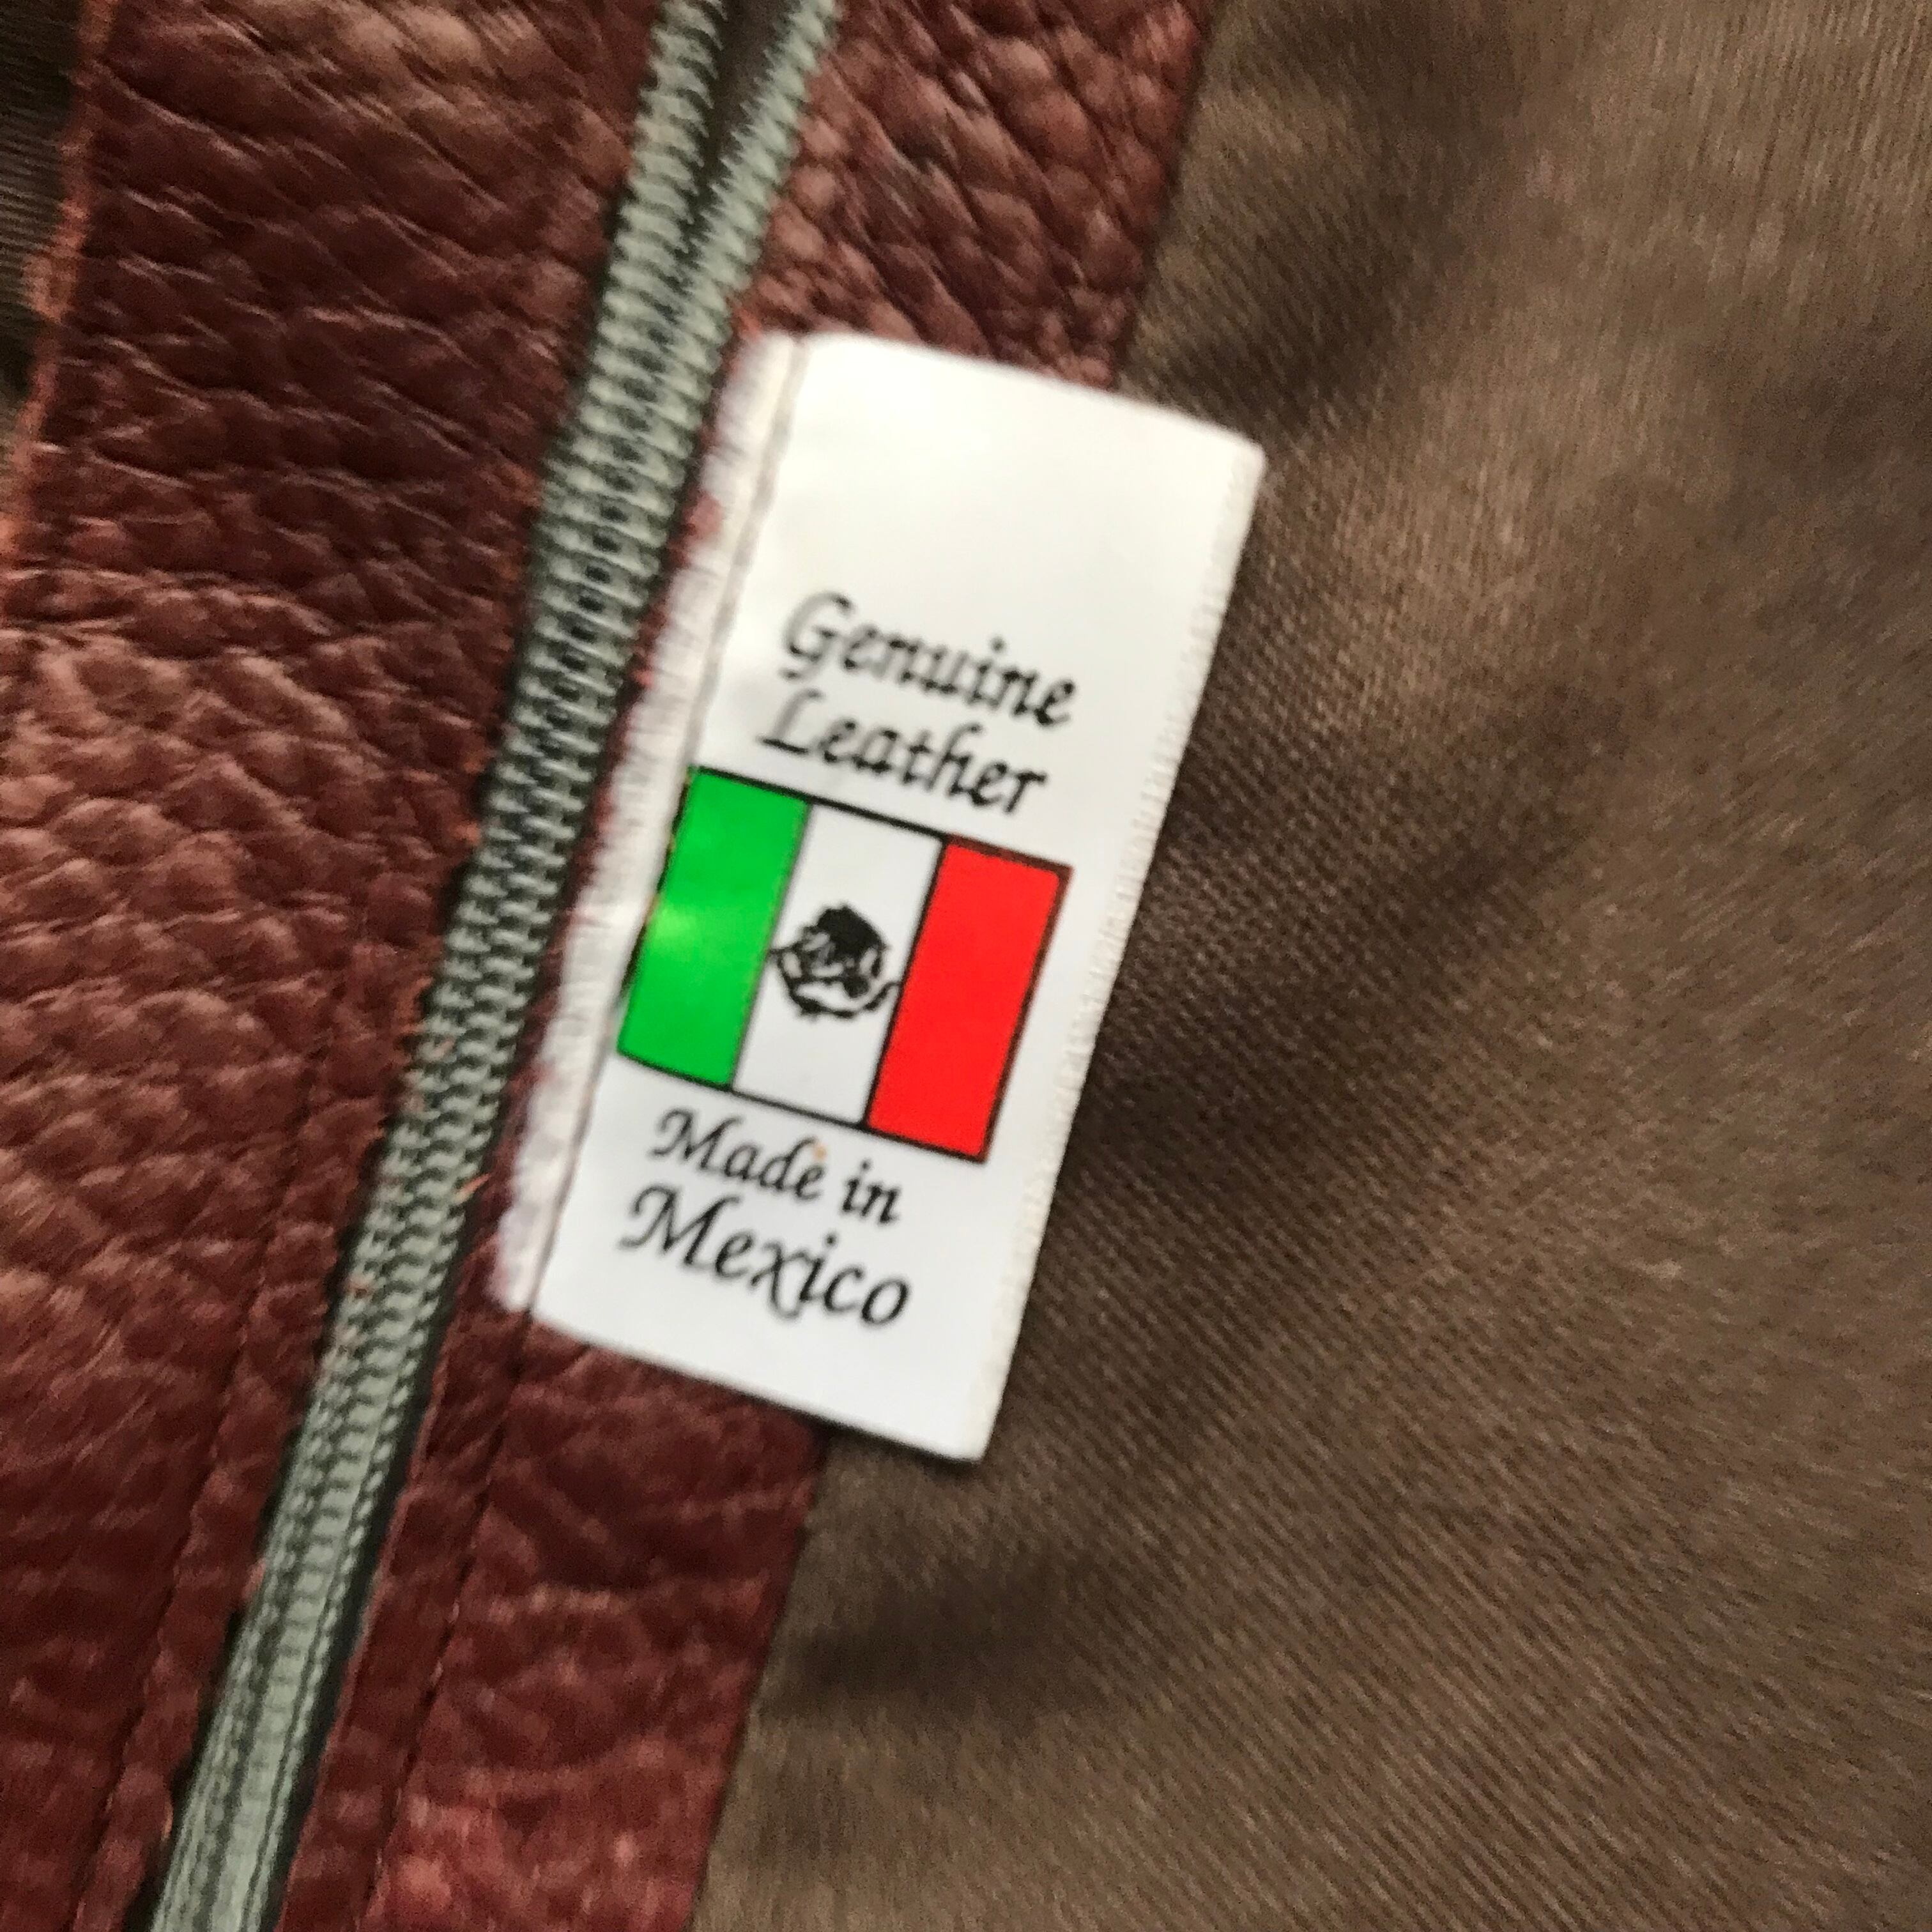 Genuine
Leather
Made in
Mexico